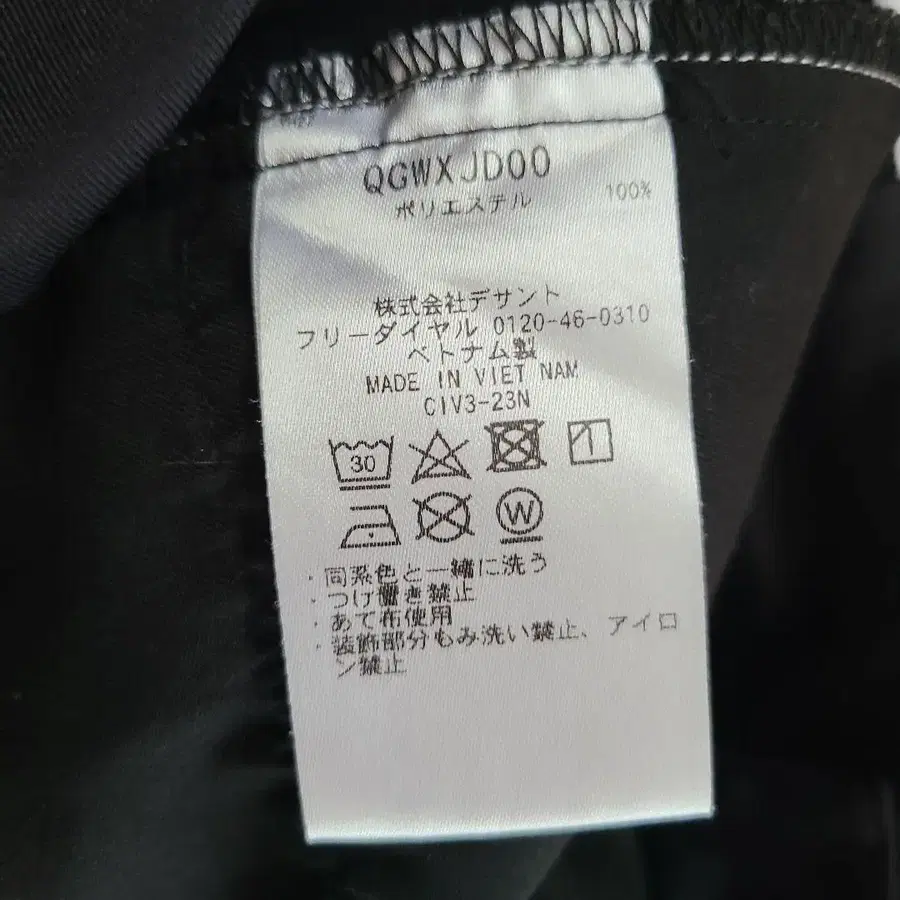 QGWXJD00
ポリエステル 100%
株式会社デサント
フリーダイヤル 0120-46-0310
ベトナム製
MADE IN VIET NAM
CIV3-23N
30
W
・同系色と一緒に洗う
・つけ置き禁止
・あて布使用
・装飾部分もみ洗い禁止、アイロ
ン禁止